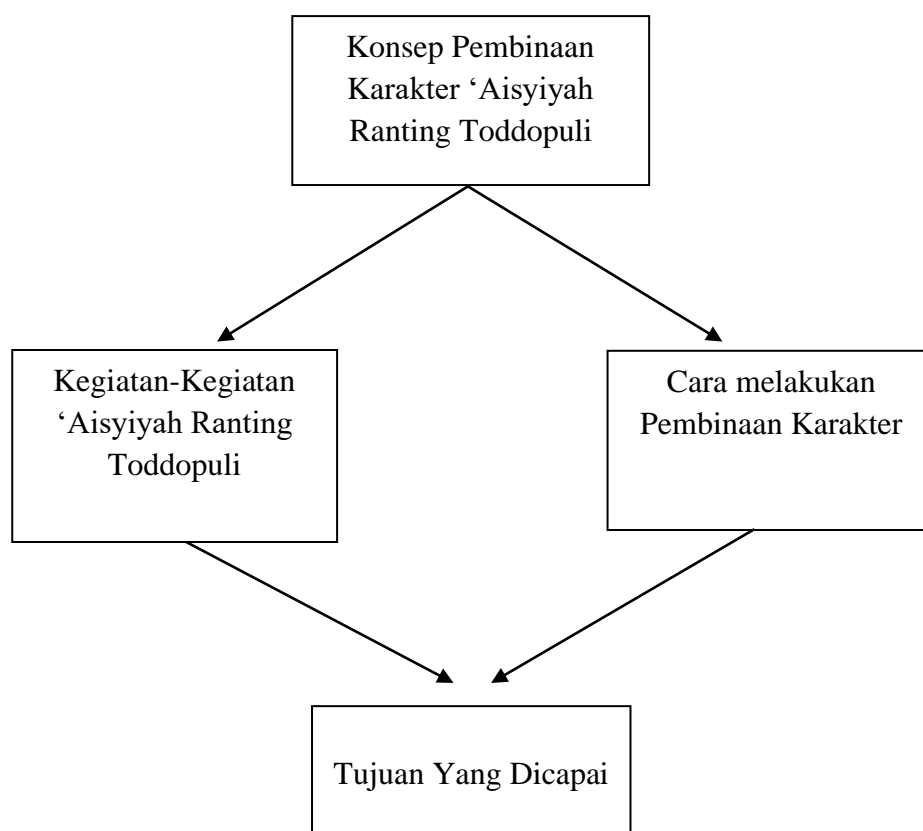 Konsep Pembinaan
Karakter ‘Aisyiyah
Ranting Toddopuli
Kegiatan-Kegiatan
‘Aisyiyah Ranting
Toddopuli
Cara melakukan
Pembinaan Karakter
Tujuan Yang Dicapai